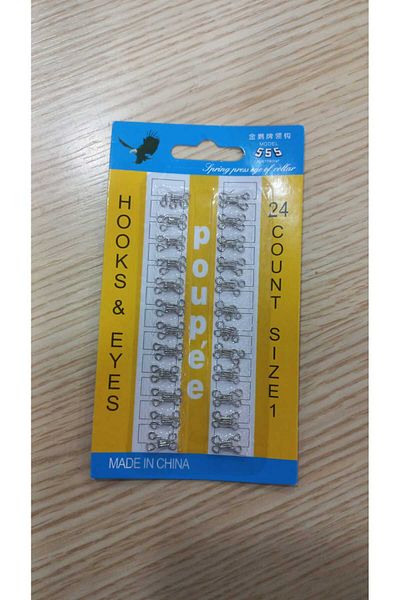 金鹰牌领钩
MODEL
555
Spring press age of collar
HOOKS & EYES
poupée
24 COUNT SIZE 1
MADE IN CHINA